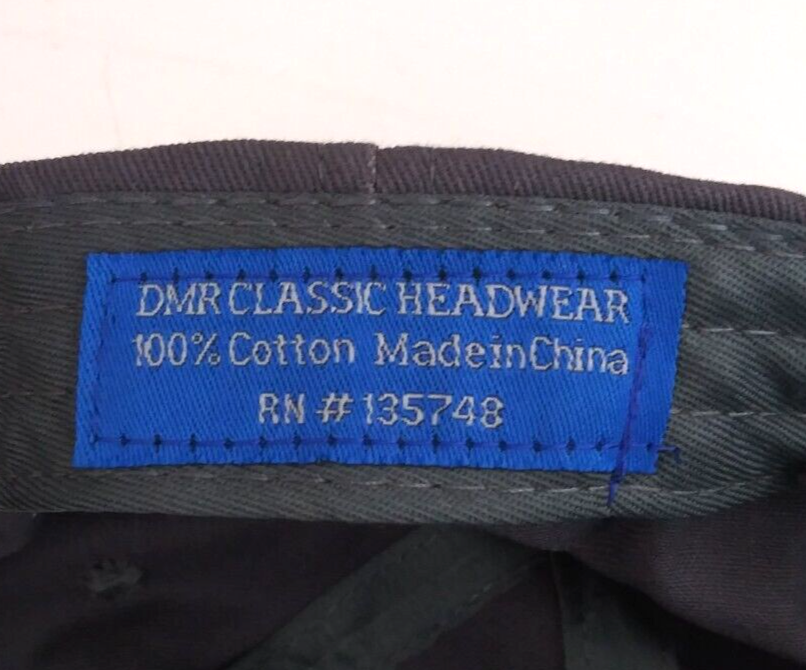 DMR CLASSIC HEADWEAR
100% Cotton MadeinChina
RN # 135748